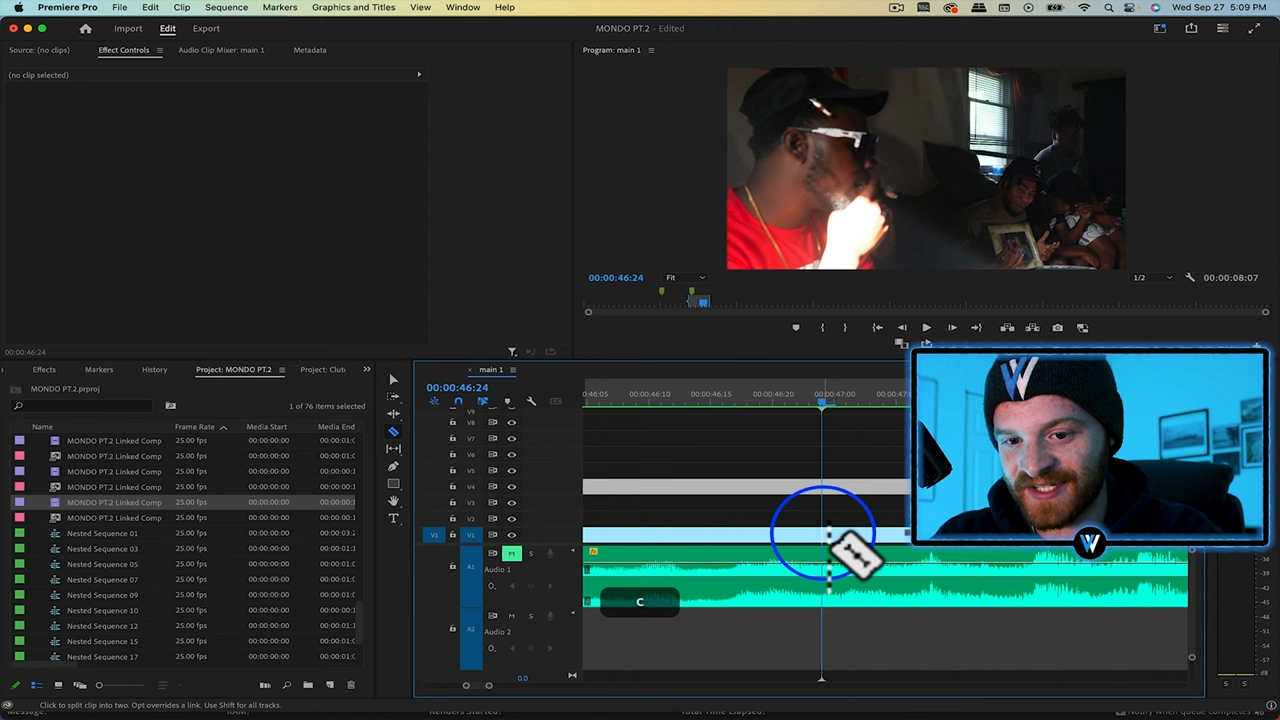 Premiere Pro File Edit Clip Sequence Markers Graphics and Titles View Window Help Wed Sep 27 5:09 PM
Import Edit Export MONDO PT.2 - Edited
Source: (no clips) Effect Controls Audio Clip Mixer: main 1 Metadata Program: main 1
(no clip selected)
00:00:46:24 Fit 1/2 00:00:08:07
00:00:46:24
Effects Markers History Project: MONDO PT.2 Project: Clut main 1
MONDO PT.2.prproj 00:00:46:24
1 of 76 items selected
Name Frame Rate Media Start Media End
:0:46:05 00:00:46:10 00:00:46:15 00:00:46:20 00:00:47:00
MONDO PT.2 Linked Comp 25.00 fps 00:00:00:00 00:00:01:0
MONDO PT.2 Linked Comp 25.00 fps 00:00:00:00 00:00:01:0
MONDO PT.2 Linked Comp 25.00 fps 00:00:00:00 00:00:01:0
MONDO PT.2 Linked Comp 25.00 fps 00:00:00:00 00:00:00:1
MONDO PT.2 Linked Comp 25.00 fps 00:00:00:00 00:00:00:1
MONDO PT.2 Linked Comp 25.00 fps 00:00:00:00 00:00:00:1
Nested Sequence 01 25.00 fps 00:00:00:00 00:00:03:2
Nested Sequence 03 25.00 fps 00:00:00:00 00:00:00:1
Nested Sequence 05 25.00 fps 00:00:00:00 00:00:00:1
Nested Sequence 07 25.00 fps 00:00:00:00 00:00:00:1
Nested Sequence 09 25.00 fps 00:00:00:00 00:00:01:0
Nested Sequence 10 25.00 fps 00:00:00:00 00:00:01:0
Nested Sequence 12 25.00 fps 00:00:00:00 00:00:01:0
Nested Sequence 15 25.00 fps 00:00:00:00 00:00:01:0
Nested Sequence 17 25.00 fps 00:00:00:00 00:00:00:1
V9
V8
V7
V6
V5
V4
V3
V2
V1 V1
A1 M S
Audio 1
C
A2 M S
Audio 2
0.0
S S
Click to split clip into two. Opt overrides a link. Use Shift for all tracks.